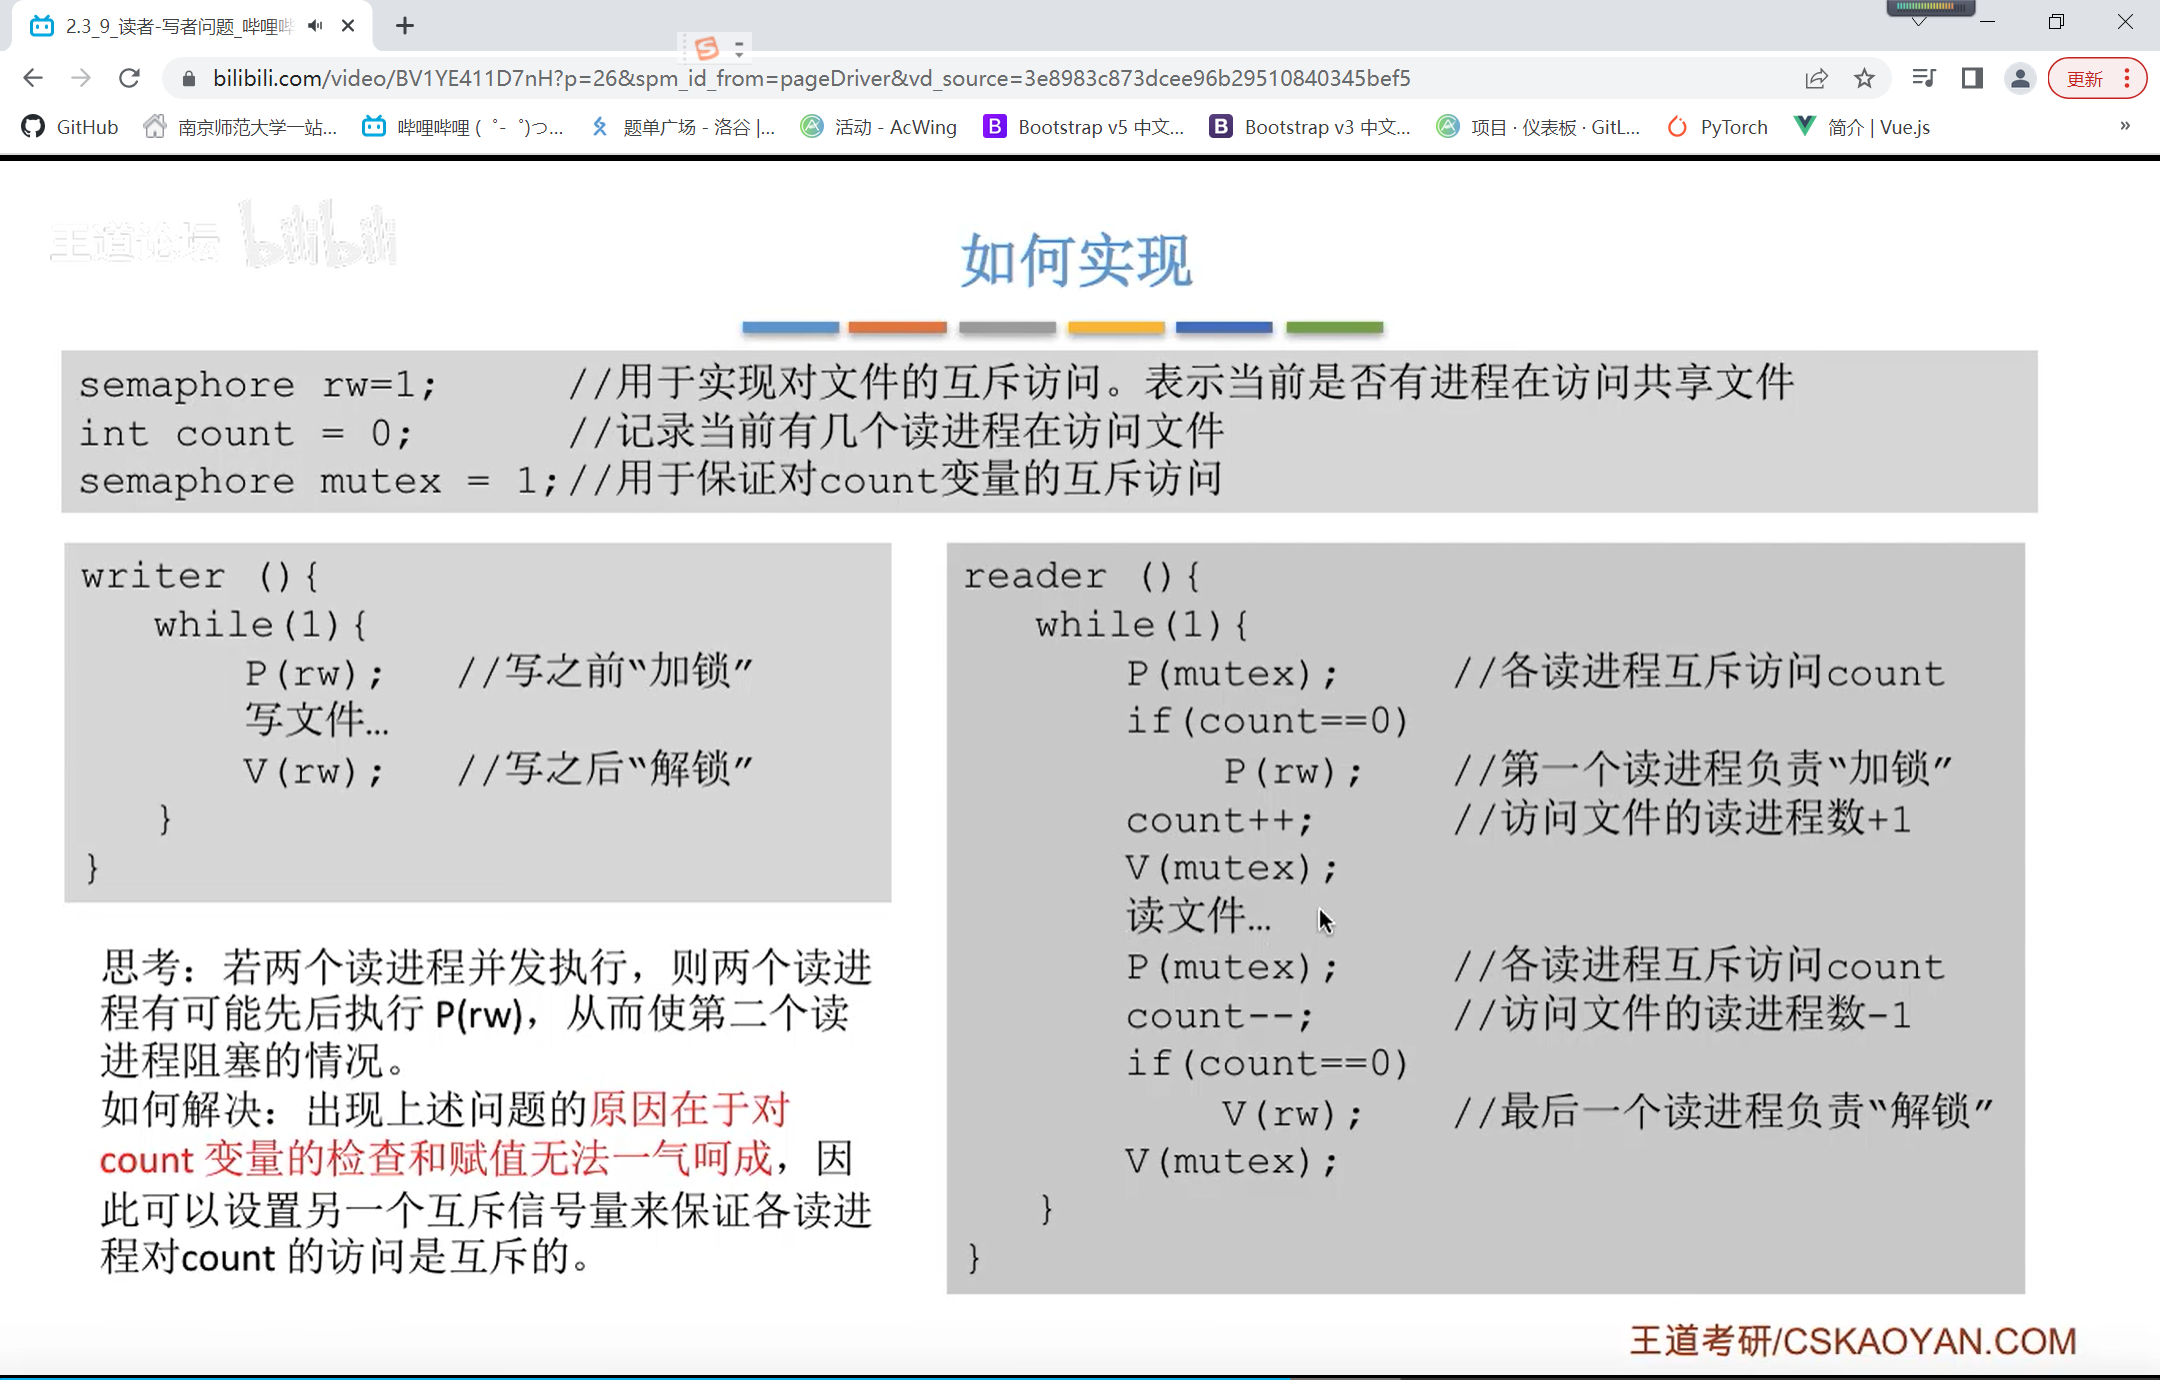 2.3_9_读者-写者问题_哔哩哔
bilibili.com/video/BV1YE411D7nH?p=26&spm_id_from=pageDriver&vd_source=3e8983c873dcee96b29510840345bef5
更新
GitHub 南京师范大学一站... 哔哩哔哩 (゜-゜)つ... 题单广场 - 洛谷 |... 活动 - AcWing Bootstrap v5 中文... Bootstrap v3 中文... 项目 · 仪表板 · GitL... PyTorch 简介 | Vue.js »
王道论坛 bilibili
如何实现
semaphore rw=1; //用于实现对文件的互斥访问。表示当前是否有进程在访问共享文件
int count = 0; //记录当前有几个读进程在访问文件
semaphore mutex = 1;//用于保证对count变量的互斥访问
writer (){
while(1){
P(rw); //写之前“加锁”
写文件…
V(rw); //写之后“解锁”
}
}
思考：若两个读进程并发执行，则两个读进
程有可能先后执行 P(rw)，从而使第二个读
进程阻塞的情况。
如何解决：出现上述问题的原因在于对
count 变量的检查和赋值无法一气呵成，因
此可以设置另一个互斥信号量来保证各读进
程对count 的访问是互斥的。
reader (){
while(1){
P(mutex); //各读进程互斥访问count
if(count==0)
P(rw); //第一个读进程负责“加锁”
count++; //访问文件的读进程数+1
V(mutex);
读文件…
P(mutex); //各读进程互斥访问count
count--; //访问文件的读进程数-1
if(count==0)
V(rw); //最后一个读进程负责“解锁”
V(mutex);
}
}
王道考研/CSKAOYAN.COM